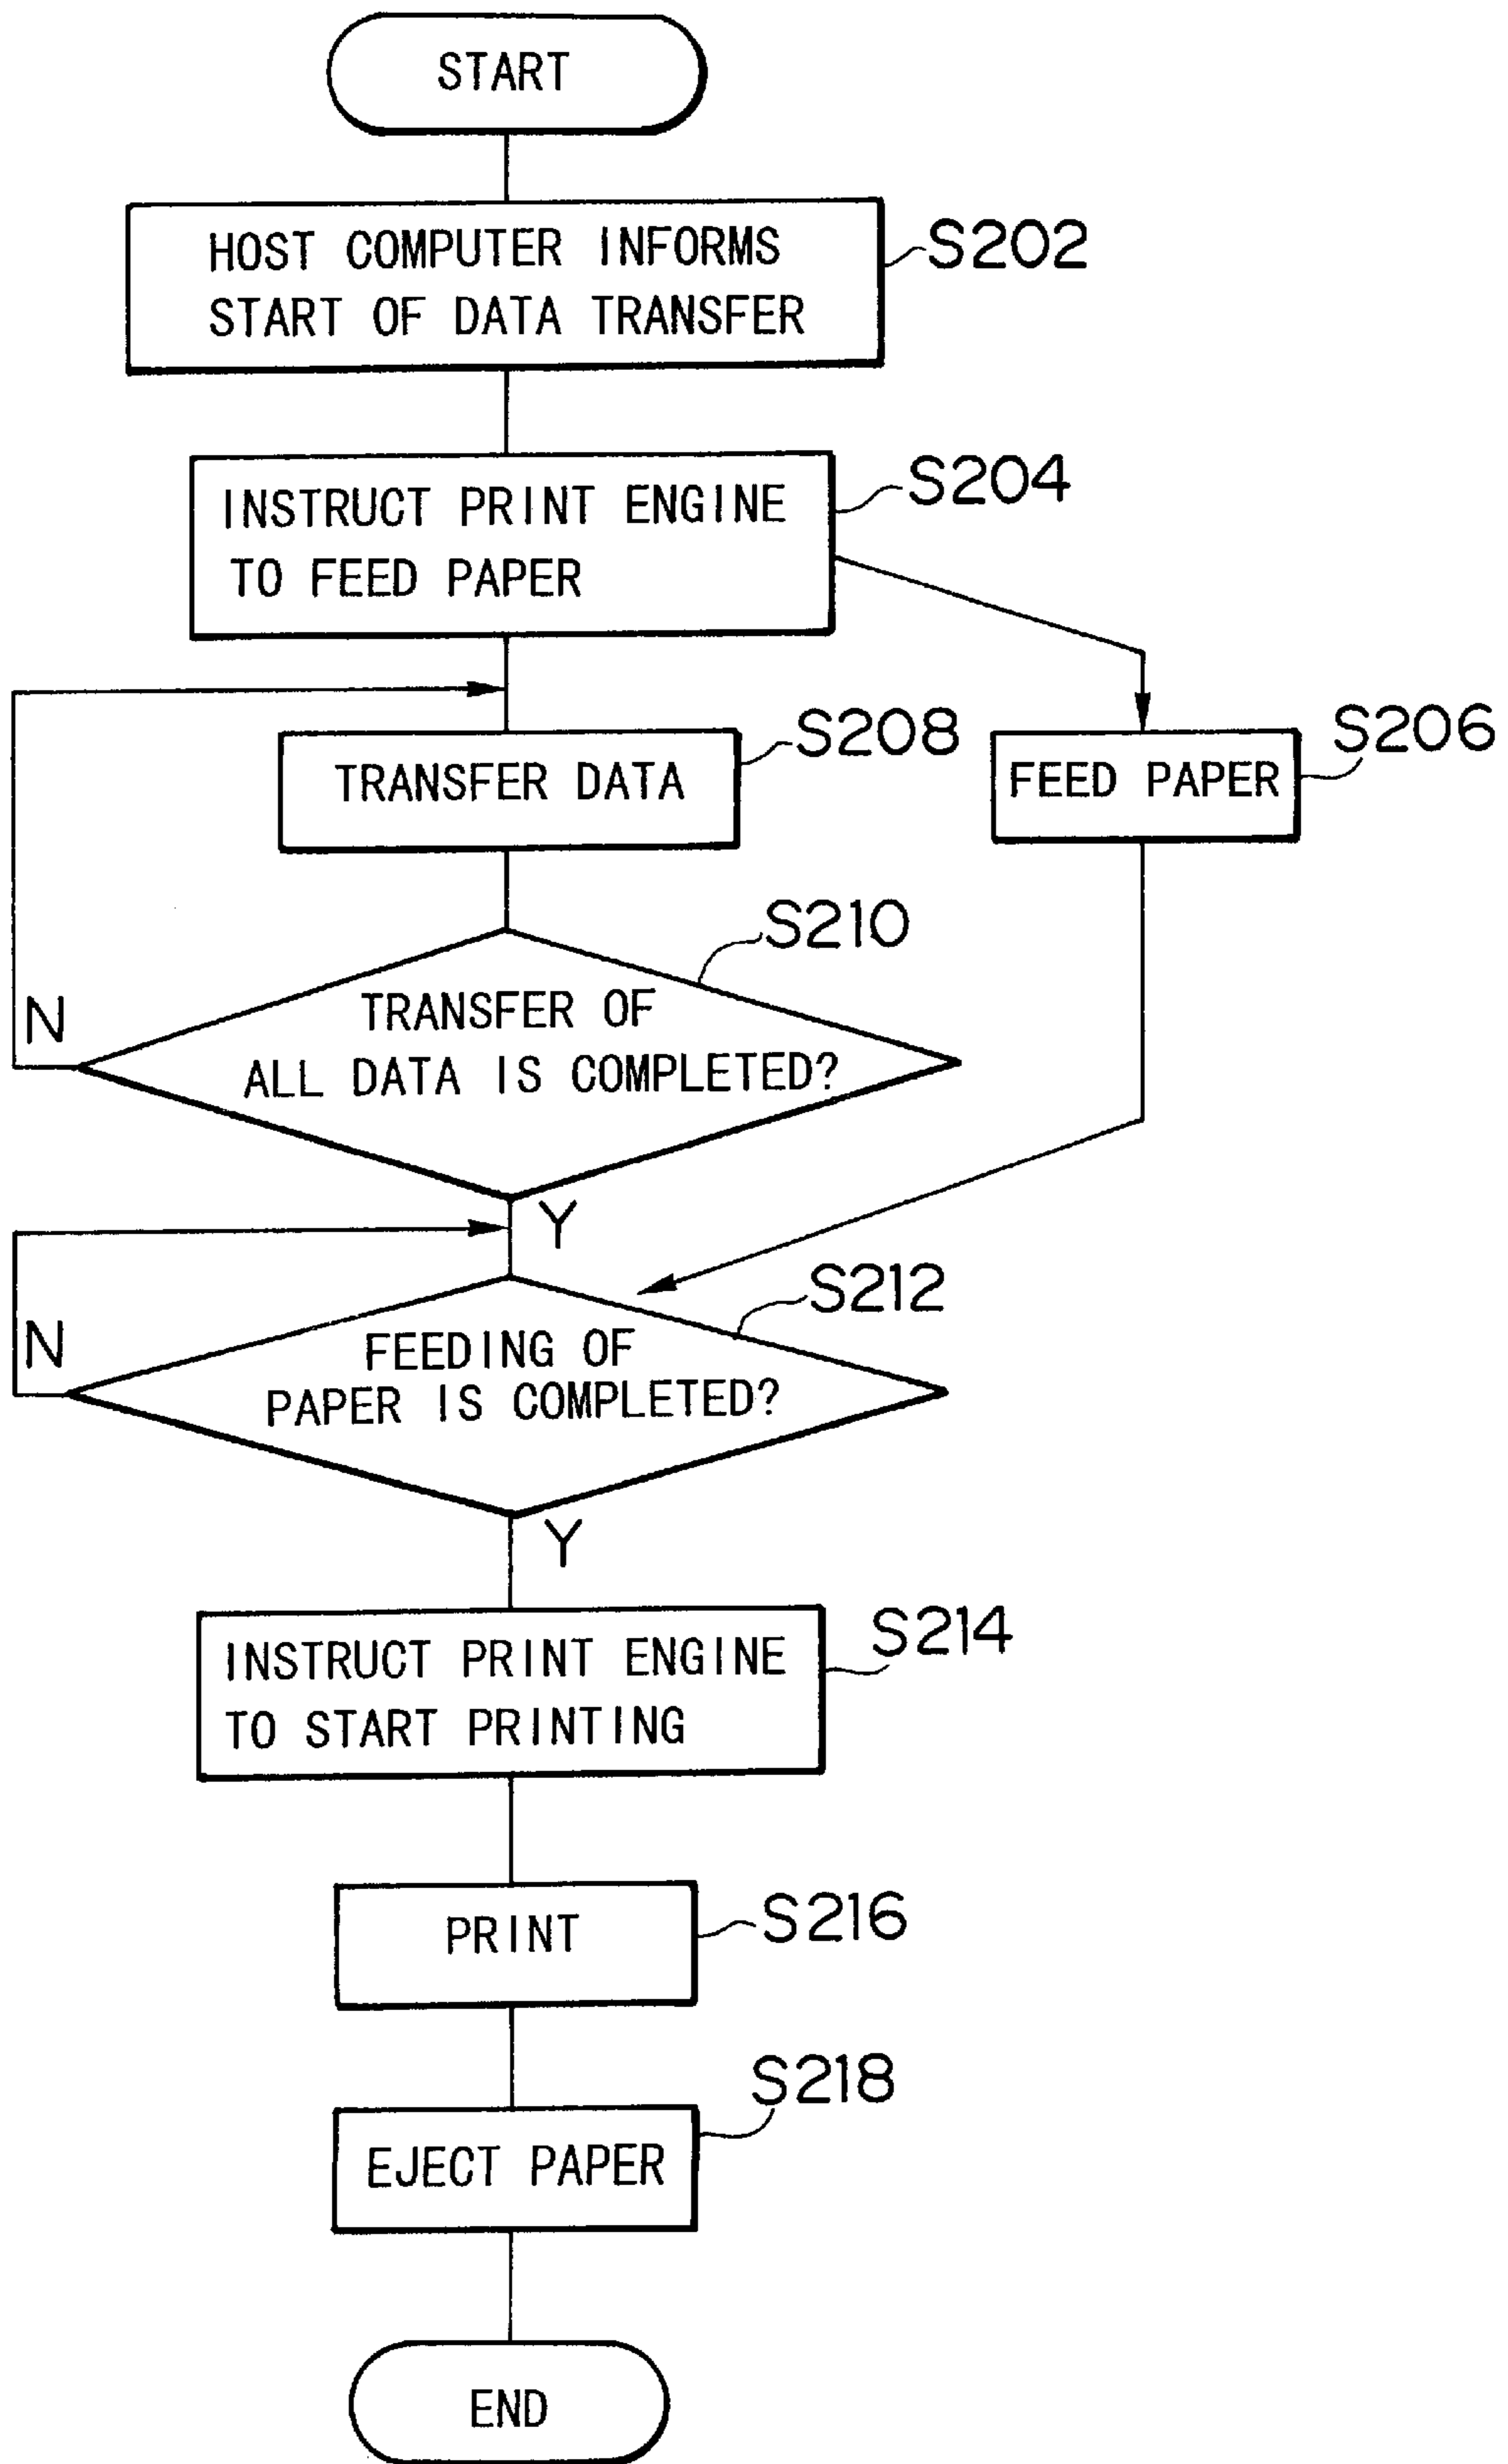 START
HOST COMPUTER INFORMS
START OF DATA TRANSFER
S202
INSTRUCT PRINT ENGINE
TO FEED PAPER
S204
TRANSFER DATA
S208
FEED PAPER
S206
TRANSFER OF
ALL DATA IS COMPLETED?
S210
N
Y
FEEDING OF
PAPER IS COMPLETED?
S212
N
Y
INSTRUCT PRINT ENGINE
TO START PRINTING
S214
PRINT
S216
EJECT PAPER
S218
END